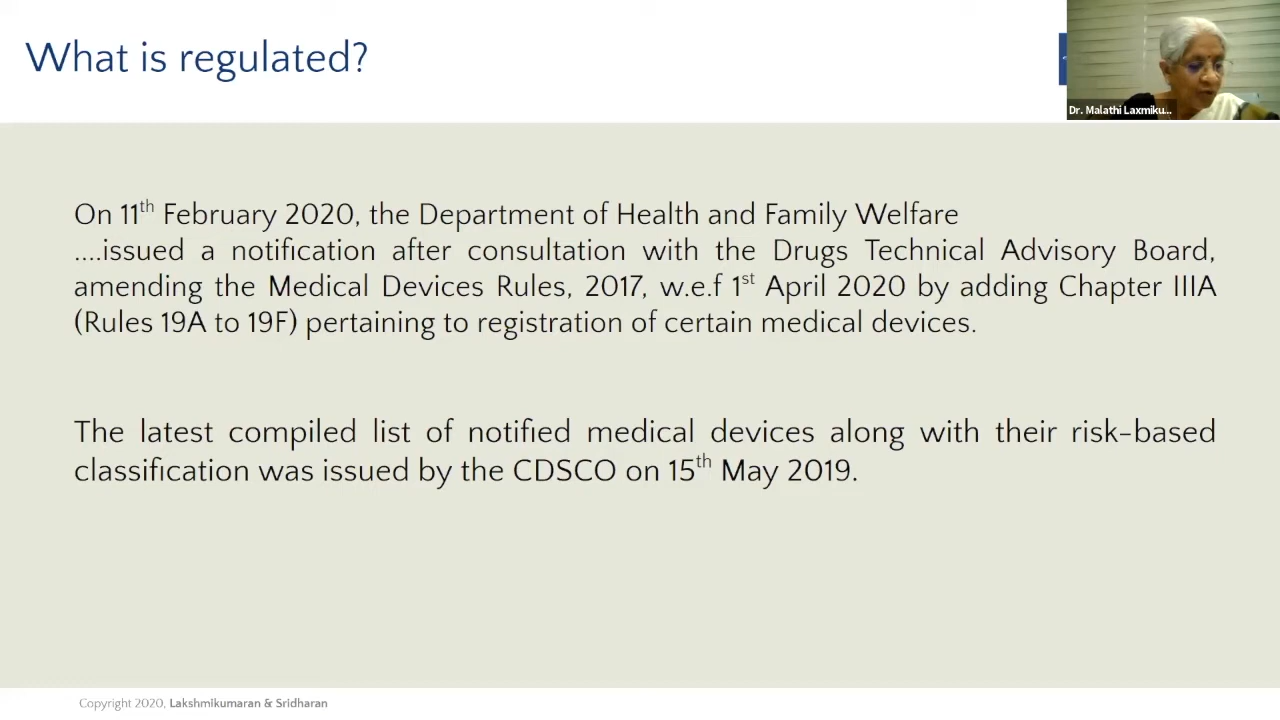 What is regulated?
Dr. Malathi Laxmiku...
On 11th February 2020, the Department of Health and Family Welfare
....issued a notification after consultation with the Drugs Technical Advisory Board,
amending the Medical Devices Rules, 2017, w.e.f 1st April 2020 by adding Chapter IIIA
(Rules 19A to 19F) pertaining to registration of certain medical devices.
The latest compiled list of notified medical devices along with their risk-based
classification was issued by the CDSCO on 15th May 2019.
Copyright 2020, Lakshmikumaran & Sridharan